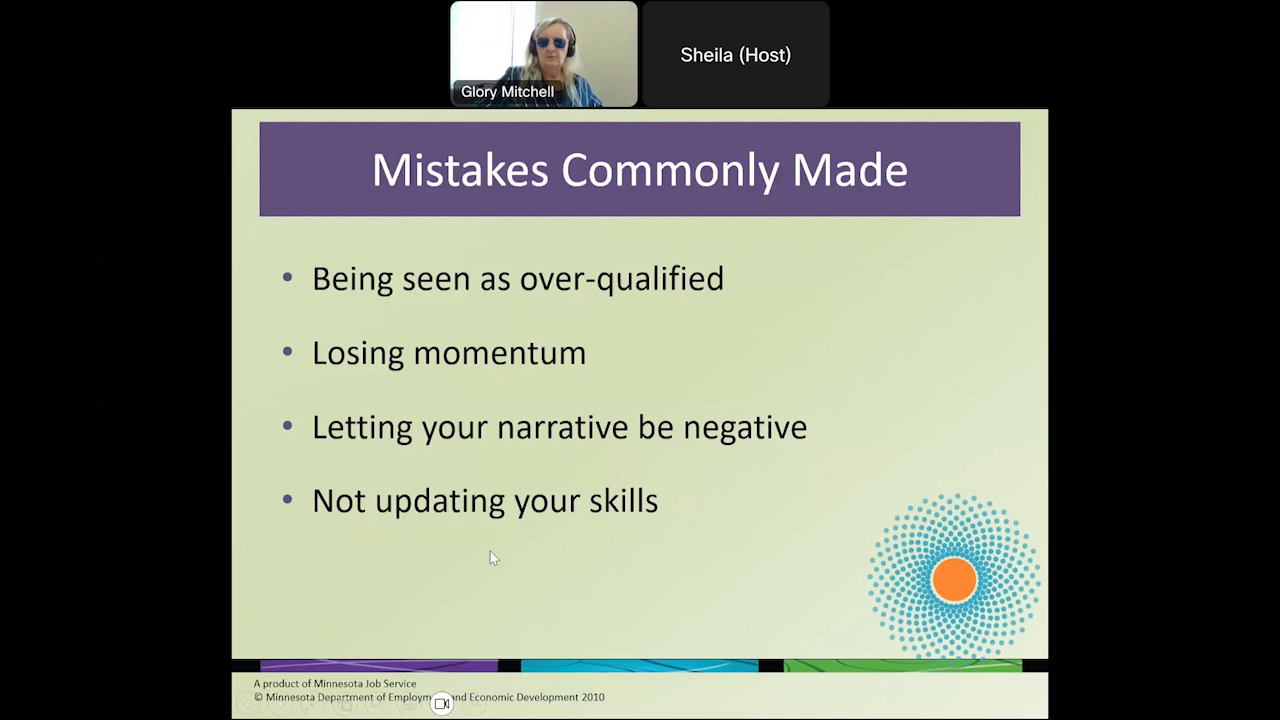 Glory Mitchell
Sheila (Host)
Mistakes Commonly Made
• Being seen as over-qualified
• Losing momentum
• Letting your narrative be negative
• Not updating your skills
A product of Minnesota Job Service
© Minnesota Department of Employm and Economic Development 2010